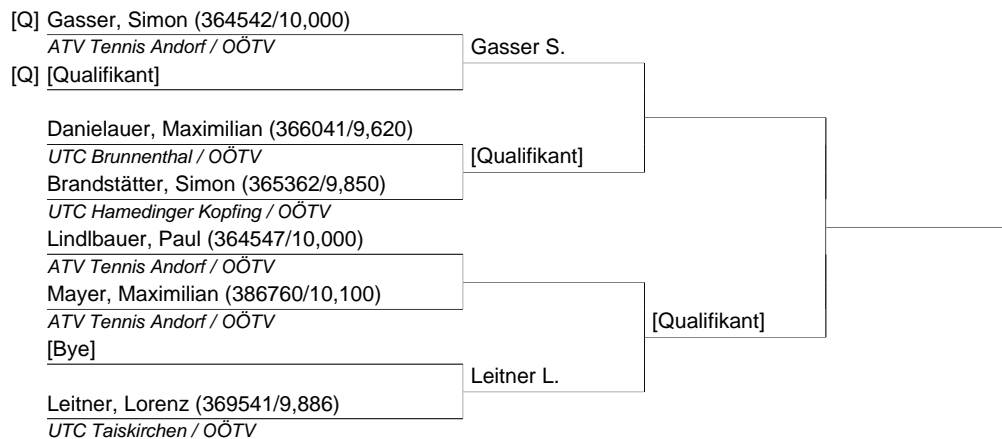 [Q] Gasser, Simon (364542/10,000)
ATV Tennis Andorf / OÖTV
Gasser S.
[Q] [Qualifikant]
Danielauer, Maximilian (366041/9,620)
UTC Brunnenthal / OÖTV
[Qualifikant]
Brandstätter, Simon (365362/9,850)
UTC Hamedinger Kopfing / OÖTV
Lindlbauer, Paul (364547/10,000)
ATV Tennis Andorf / OÖTV
Mayer, Maximilian (386760/10,100)
ATV Tennis Andorf / OÖTV
[Qualifikant]
[Bye]
Leitner L.
Leitner, Lorenz (369541/9,886)
UTC Taiskirchen / OÖTV